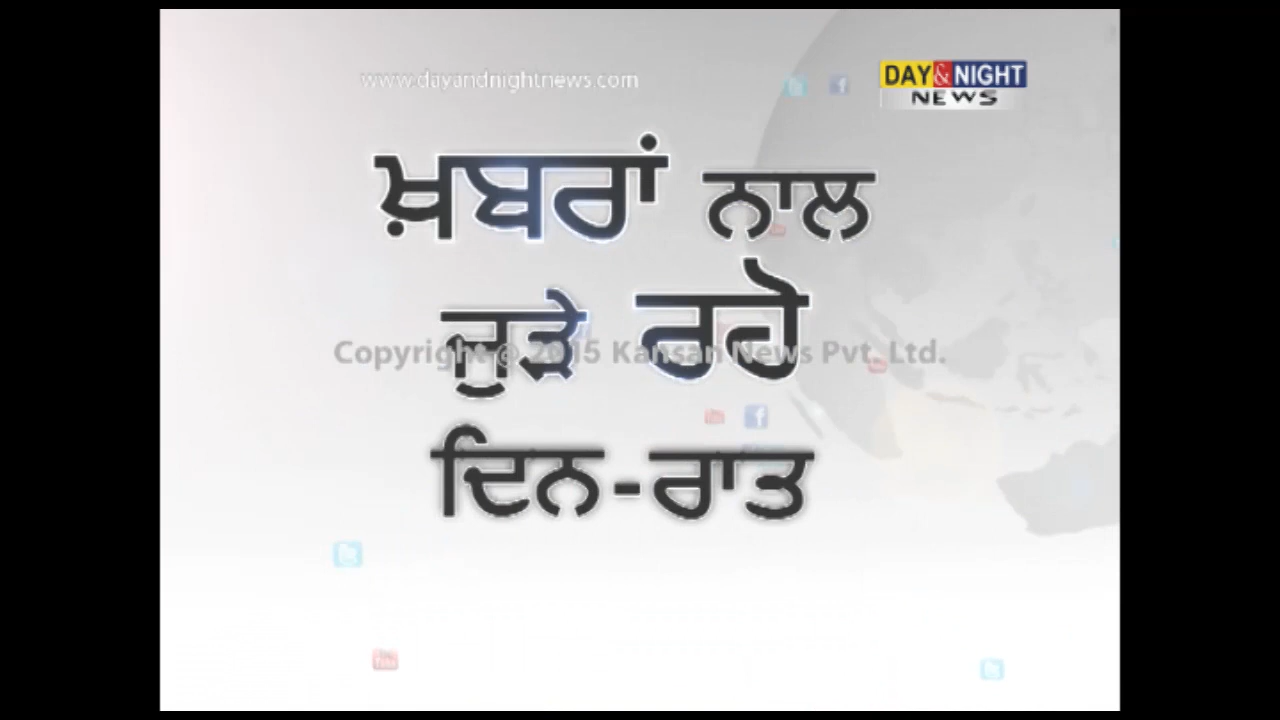 www.dayandnightnews.com
DAY & NIGHT
NEWS
ਖ਼ਬਰਾਂ ਨਾਲ
ਜੁੜੇ ਰਹੋ
Copyright @ 2015 Kansan News Pvt. Ltd.
ਦਿਨ-ਰਾਤ